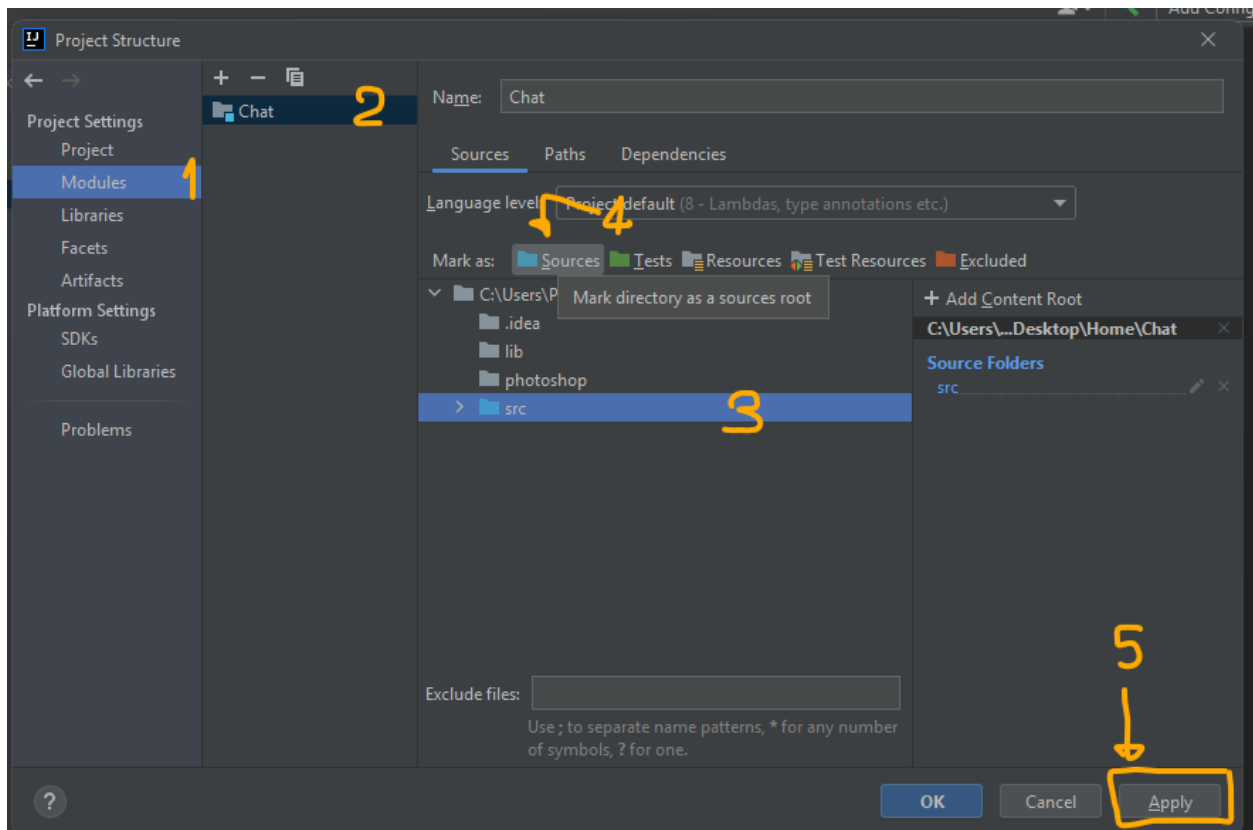 Project Structure
Project Settings
Project
Modules
Libraries
Facets
Artifacts
Platform Settings
SDKs
Global Libraries
Problems
1
Chat
2
Name: Chat
Sources Paths Dependencies
Language level: Project default (8 - Lambdas, type annotations etc.)
4
Mark as: Sources Tests Resources Test Resources Excluded
Mark directory as a sources root
C:\Users\P
.idea
lib
photoshop
src
3
+ Add Content Root
C:\Users\...Desktop\Home\Chat
Source Folders
src
Exclude files:
Use ; to separate name patterns, * for any number
of symbols, ? for one.
5
?
OK Cancel Apply